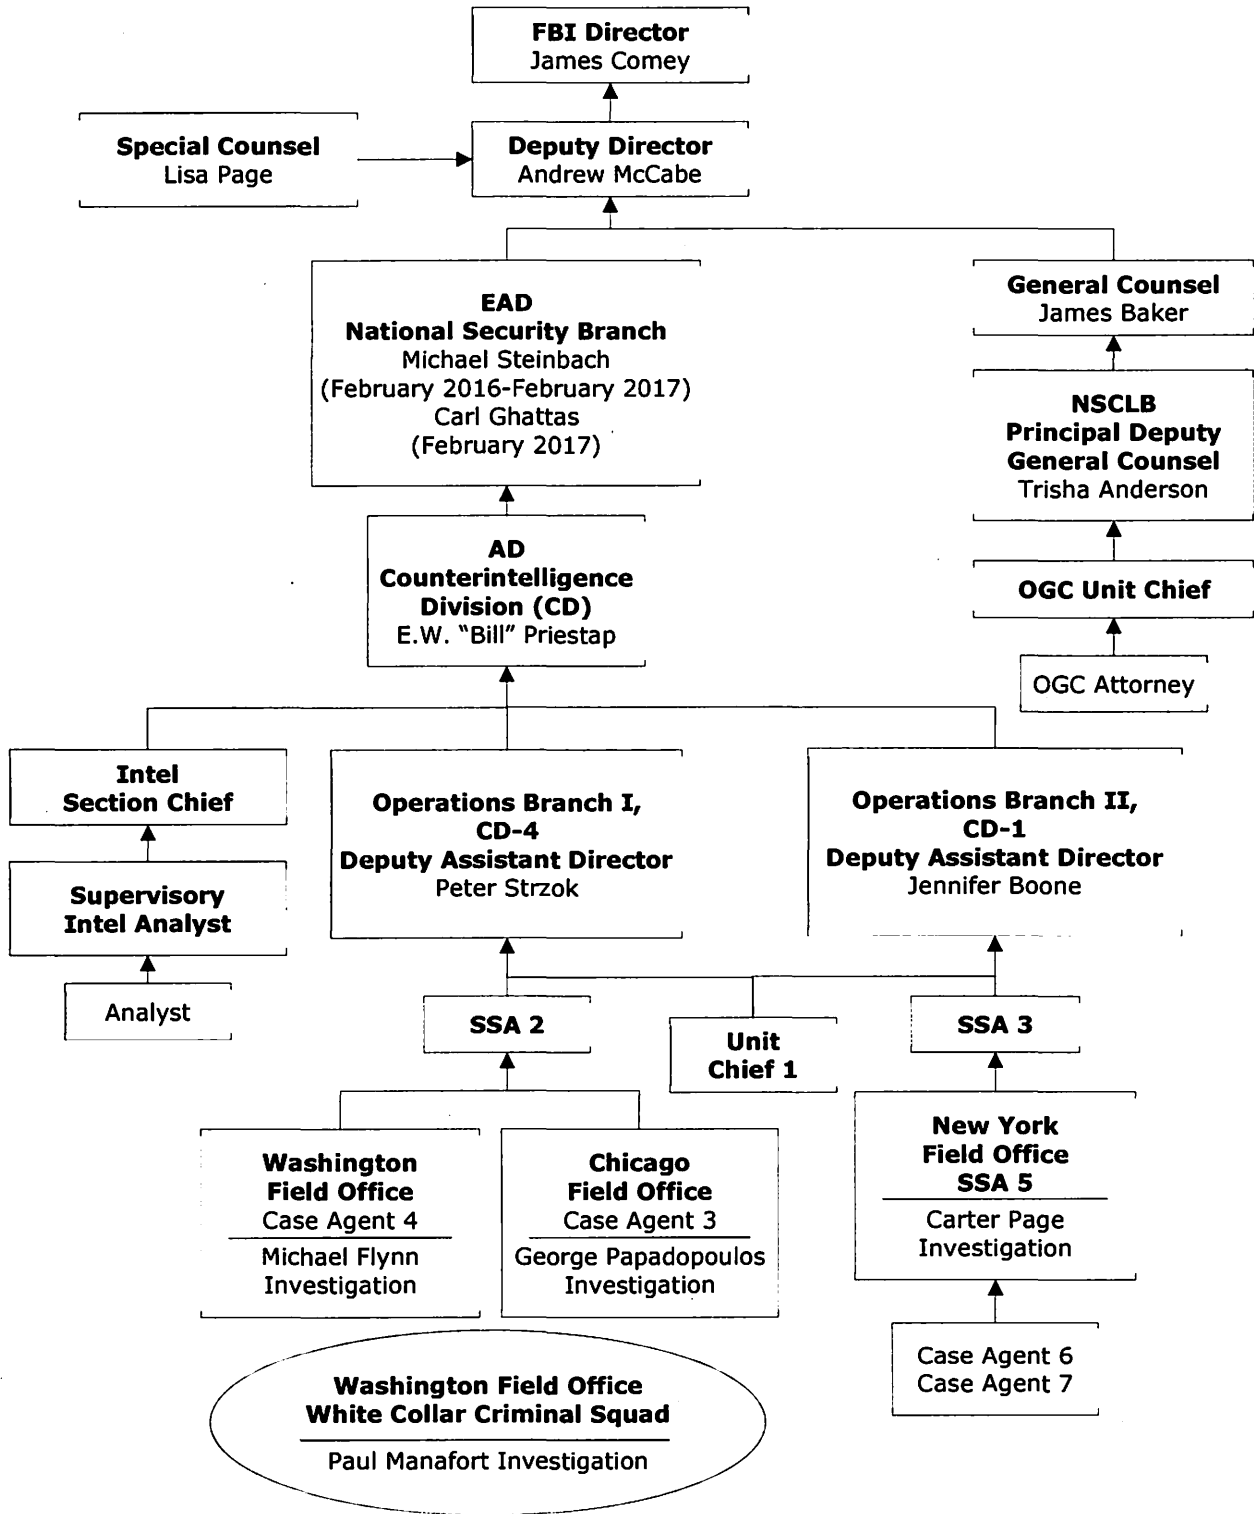 FBI Director
James Comey
Special Counsel
Lisa Page
Deputy Director
Andrew McCabe
EAD
National Security Branch
Michael Steinbach
(February 2016-February 2017)
Carl Ghattas
(February 2017)
General Counsel
James Baker
NSCLB
Principal Deputy
General Counsel
Trisha Anderson
AD
Counterintelligence
Division (CD)
E.W. "Bill" Priestap
OGC Unit Chief
OGC Attorney
Intel
Section Chief
Operations Branch I,
CD-4
Deputy Assistant Director
Peter Strzok
Operations Branch II,
CD-1
Deputy Assistant Director
Jennifer Boone
Supervisory
Intel Analyst
Analyst
SSA 2
Unit
Chief 1
SSA 3
Washington
Field Office
Case Agent 4
Michael Flynn
Investigation
Chicago
Field Office
Case Agent 3
George Papadopoulos
Investigation
New York
Field Office
SSA 5
Carter Page
Investigation
Case Agent 6
Case Agent 7
Washington Field Office
White Collar Criminal Squad
Paul Manafort Investigation